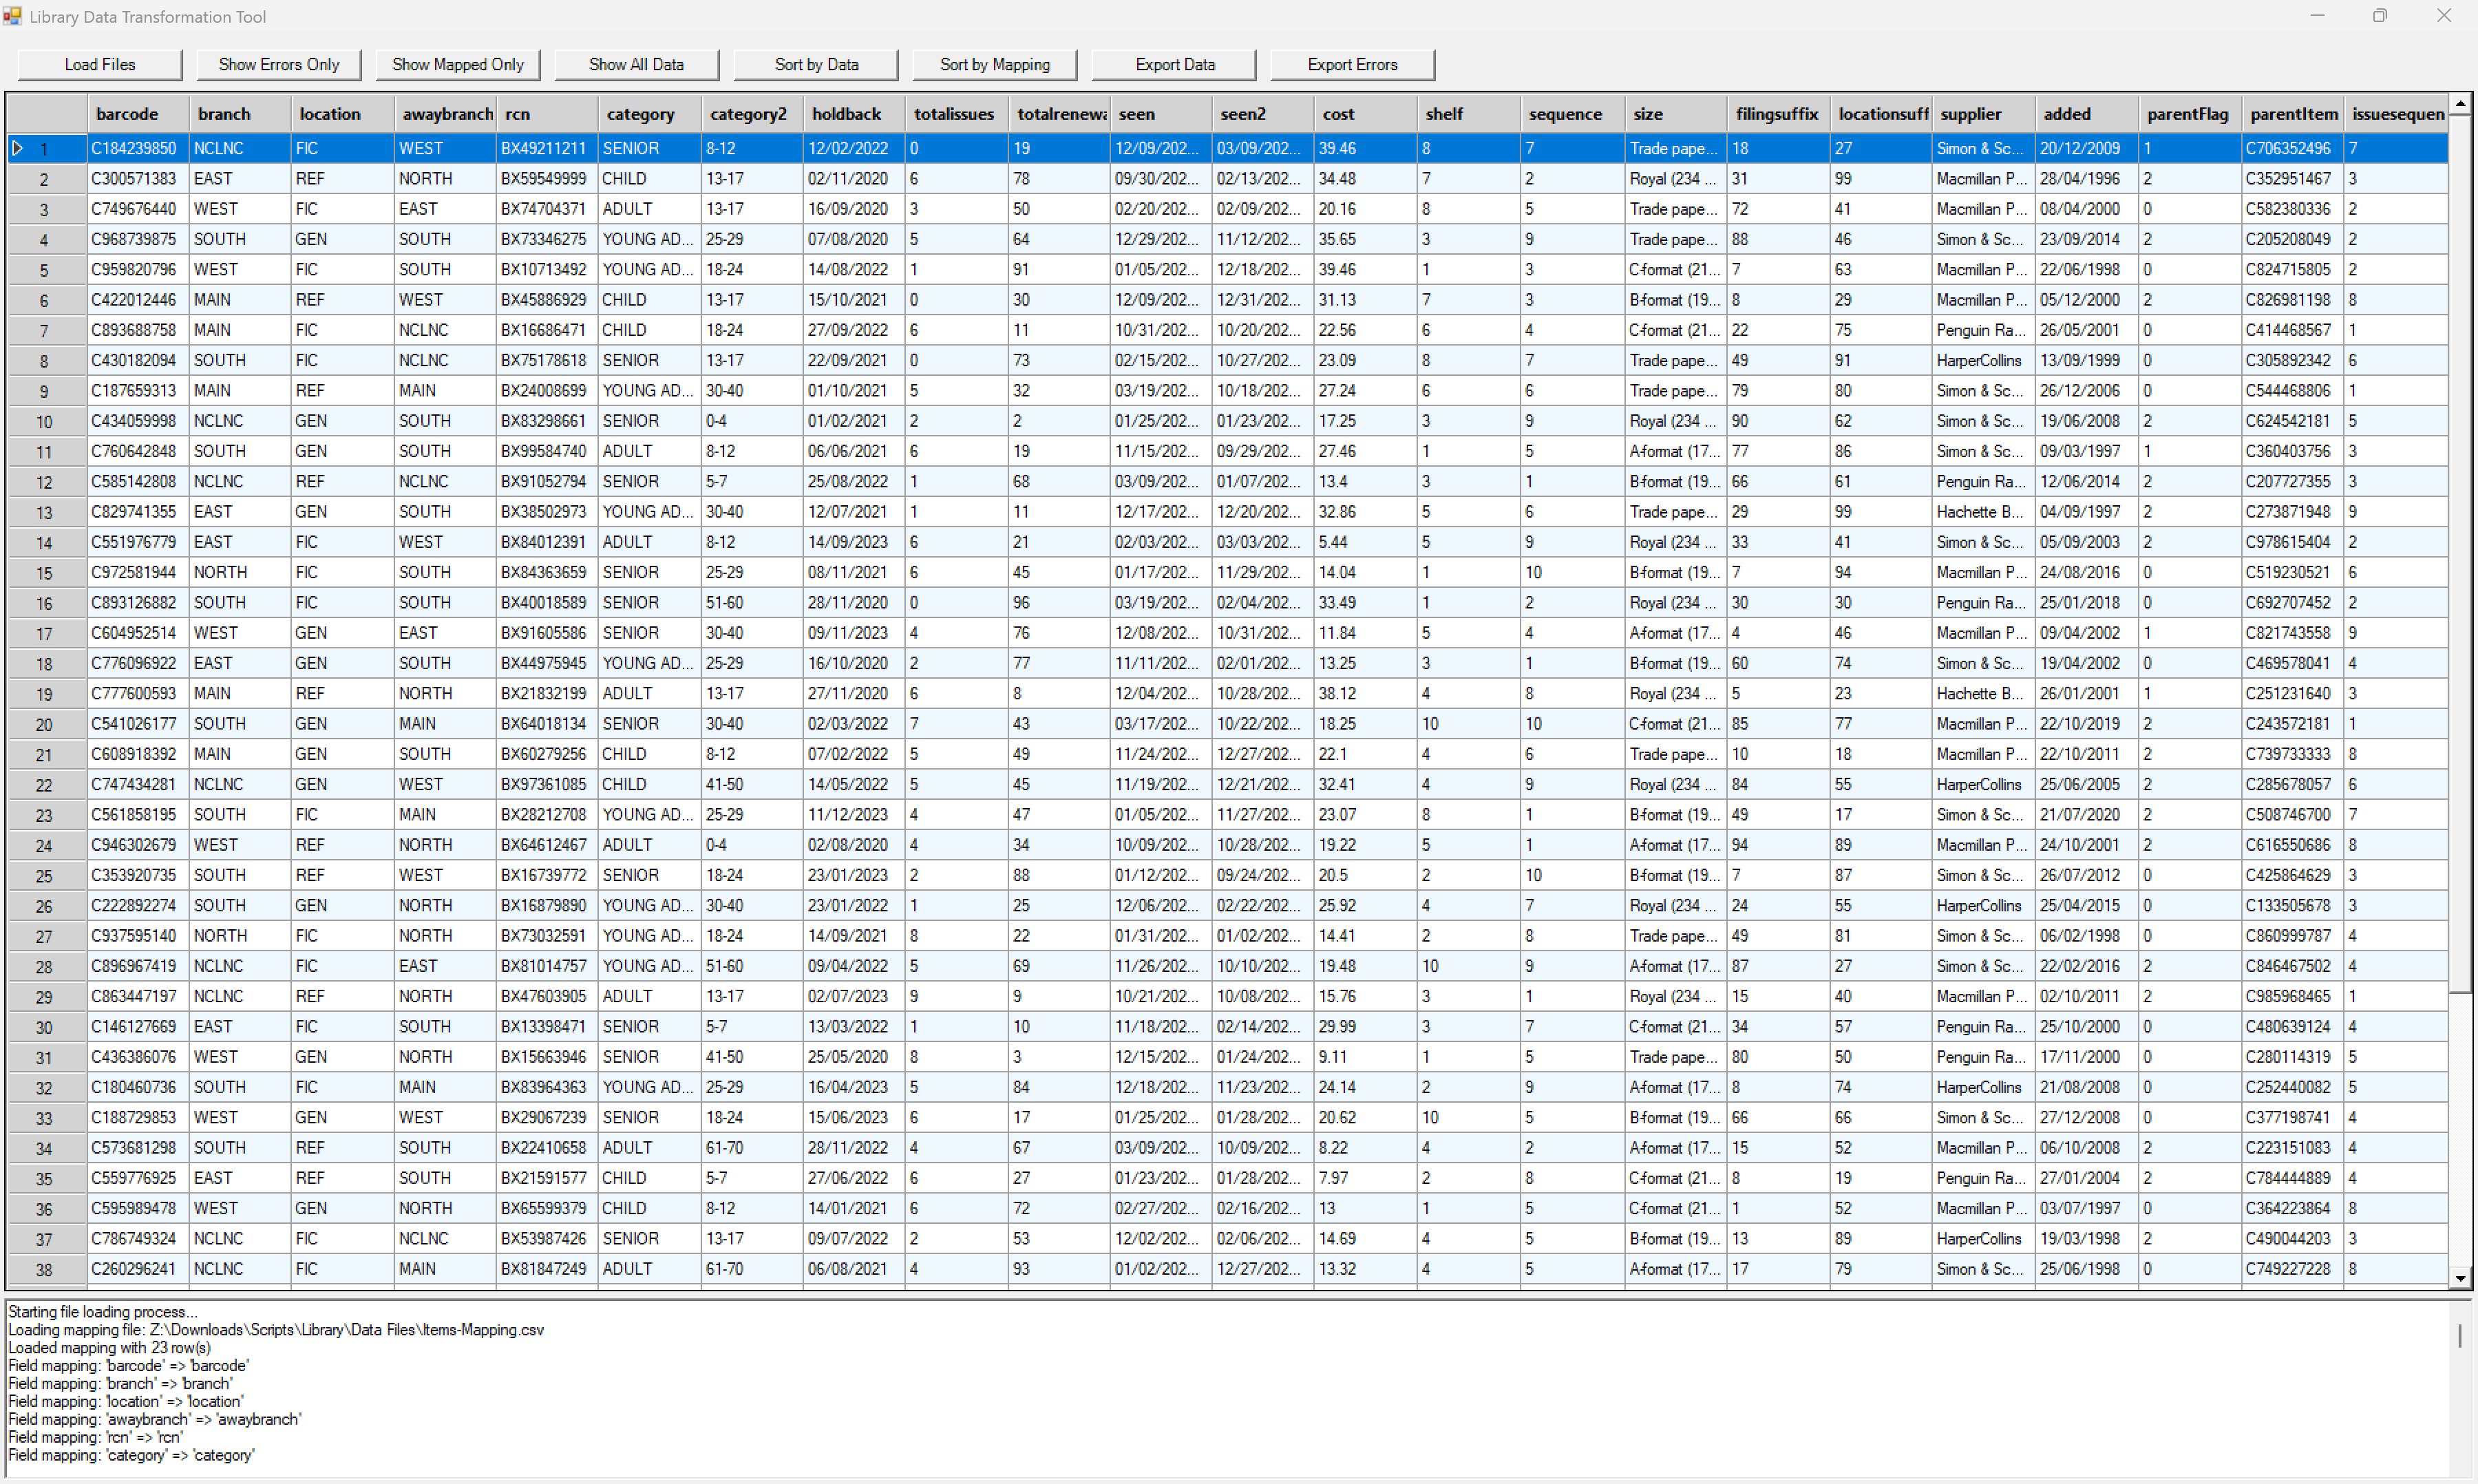 Library Data Transformation Tool
Load Files Show Errors Only Show Mapped Only Show All Data Sort by Data Sort by Mapping Export Data Export Errors
barcode branch location awaybranch rcn category category2 holdback totalissues totalrenewa seen seen2 cost shelf sequence size filingsuffix locationsuff supplier added parentFlag parentItem issuesequen
1 C184239850 NCLNC FIC WEST BX49211211 SENIOR 8-12 12/02/2022 0 19 12/09/202... 03/09/202... 39.46 8 7 Trade pape... 18 27 Simon & Sc... 20/12/2009 1 C706352496 7
2 C300571383 EAST REF NORTH BX59549999 CHILD 13-17 02/11/2020 6 78 09/30/202... 02/13/202... 34.48 7 2 Royal (234 ... 31 99 Macmillan P... 28/04/1996 2 C352951467 3
3 C749676440 WEST FIC EAST BX74704371 ADULT 13-17 16/09/2020 3 50 02/20/202... 02/09/202... 20.16 8 5 Trade pape... 72 41 Macmillan P... 08/04/2000 0 C582380336 2
4 C968739875 SOUTH GEN SOUTH BX73346275 YOUNG AD... 25-29 07/08/2020 5 64 12/29/202... 11/12/202... 35.65 3 9 Trade pape... 88 46 Simon & Sc... 23/09/2014 2 C205208049 2
5 C959820796 WEST FIC SOUTH BX10713492 YOUNG AD... 18-24 14/08/2022 1 91 01/05/202... 12/18/202... 39.46 1 3 C-format (21... 7 63 Macmillan P... 22/06/1998 0 C824715805 2
6 C422012446 MAIN REF WEST BX45886929 CHILD 13-17 15/10/2021 0 30 12/09/202... 12/31/202... 31.13 7 3 B-format (19... 8 29 Macmillan P... 05/12/2000 2 C826981198 8
7 C893688758 MAIN FIC NCLNC BX16686471 CHILD 18-24 27/09/2022 6 11 10/31/202... 10/20/202... 22.56 6 4 C-format (21... 22 75 Penguin Ra... 26/05/2001 0 C414468567 1
8 C430182094 SOUTH FIC NCLNC BX75178618 SENIOR 13-17 22/09/2021 0 73 02/15/202... 10/27/202... 23.09 8 7 Trade pape... 49 91 HarperCollins 13/09/1999 0 C305892342 6
9 C187659313 MAIN REF MAIN BX24008699 YOUNG AD... 30-40 01/10/2021 5 32 03/19/202... 10/18/202... 27.24 6 6 Trade pape... 79 80 Simon & Sc... 26/12/2006 0 C544468806 1
10 C434059998 NCLNC GEN SOUTH BX83298661 SENIOR 0-4 01/02/2021 2 2 01/25/202... 01/23/202... 17.25 3 9 Royal (234 ... 90 62 Simon & Sc... 19/06/2008 2 C624542181 5
11 C760642848 SOUTH GEN SOUTH BX99584740 ADULT 8-12 06/06/2021 6 19 11/15/202... 09/29/202... 27.46 1 5 A-format (17... 77 86 Simon & Sc... 09/03/1997 1 C360403756 3
12 C585142808 NCLNC REF NCLNC BX91052794 SENIOR 5-7 25/08/2022 1 68 03/09/202... 01/07/202... 13.4 3 1 B-format (19... 66 61 Penguin Ra... 12/06/2014 2 C207727355 3
13 C829741355 EAST GEN SOUTH BX38502973 YOUNG AD... 30-40 12/07/2021 1 11 12/17/202... 12/20/202... 32.86 5 6 Trade pape... 29 99 Hachette B... 04/09/1997 2 C273871948 9
14 C551976779 EAST FIC WEST BX84012391 ADULT 8-12 14/09/2023 6 21 02/03/202... 03/03/202... 5.44 5 9 Royal (234 ... 33 41 Simon & Sc... 05/09/2003 2 C978615404 2
15 C972581944 NORTH FIC SOUTH BX84363659 SENIOR 25-29 08/11/2021 6 45 01/17/202... 11/29/202... 14.04 1 10 B-format (19... 7 94 Macmillan P... 24/08/2016 0 C519230521 6
16 C893126882 SOUTH FIC SOUTH BX40018589 SENIOR 51-60 28/11/2020 0 96 03/19/202... 02/04/202... 33.49 1 2 Royal (234 ... 30 30 Penguin Ra... 25/01/2018 0 C692707452 2
17 C604952514 WEST GEN EAST BX91605586 SENIOR 30-40 09/11/2023 4 76 12/08/202... 10/31/202... 11.84 5 4 A-format (17... 4 46 Macmillan P... 09/04/2002 1 C821743558 9
18 C776096922 EAST GEN SOUTH BX44975945 YOUNG AD... 25-29 16/10/2020 2 77 11/11/202... 02/01/202... 13.25 3 1 B-format (19... 60 74 Simon & Sc... 19/04/2002 0 C469578041 4
19 C777600593 MAIN REF NORTH BX21832199 ADULT 13-17 27/11/2020 6 8 12/04/202... 10/28/202... 38.12 4 8 Royal (234 ... 5 23 Hachette B... 26/01/2001 1 C251231640 3
20 C541026177 SOUTH GEN MAIN BX64018134 SENIOR 30-40 02/03/2022 7 43 03/17/202... 10/22/202... 18.25 10 10 C-format (21... 85 77 Macmillan P... 22/10/2019 2 C243572181 1
21 C608918392 MAIN GEN SOUTH BX60279256 CHILD 8-12 07/02/2022 5 49 11/24/202... 12/27/202... 22.1 4 6 Trade pape... 10 18 Macmillan P... 22/10/2011 2 C739733333 8
22 C747434281 NCLNC GEN WEST BX97361085 CHILD 41-50 14/05/2022 5 45 11/19/202... 12/21/202... 32.41 4 9 Royal (234 ... 84 55 HarperCollins 25/06/2005 2 C285678057 6
23 C561858195 SOUTH FIC MAIN BX28212708 YOUNG AD... 25-29 11/12/2023 4 47 01/05/202... 11/27/202... 23.07 8 1 B-format (19... 49 17 Simon & Sc... 21/07/2020 2 C508746700 7
24 C946302679 WEST REF NORTH BX64612467 ADULT 0-4 02/08/2020 4 34 10/09/202... 10/28/202... 19.22 5 1 A-format (17... 94 89 Macmillan P... 24/10/2001 2 C616550686 8
25 C353920735 SOUTH REF WEST BX16739772 SENIOR 18-24 23/01/2023 2 88 01/12/202... 09/24/202... 20.5 2 10 B-format (19... 7 87 Simon & Sc... 26/07/2012 0 C425864629 3
26 C222892274 SOUTH GEN NORTH BX16879890 YOUNG AD... 30-40 23/01/2022 1 25 12/06/202... 02/22/202... 25.92 4 7 Royal (234 ... 24 55 HarperCollins 25/04/2015 0 C133505678 3
27 C937595140 NORTH FIC NORTH BX73032591 YOUNG AD... 18-24 14/09/2021 8 22 01/31/202... 01/02/202... 14.41 2 8 Trade pape... 49 81 Simon & Sc... 06/02/1998 0 C860999787 4
28 C896967419 NCLNC FIC EAST BX81014757 YOUNG AD... 51-60 09/04/2022 5 69 11/26/202... 10/10/202... 19.48 10 9 A-format (17... 87 27 Simon & Sc... 22/02/2016 2 C846467502 4
29 C863447197 NCLNC REF NORTH BX47603905 ADULT 13-17 02/07/2023 9 9 10/21/202... 10/08/202... 15.76 3 1 Royal (234 ... 15 40 Macmillan P... 02/10/2011 2 C985968465 1
30 C146127669 EAST FIC SOUTH BX13398471 SENIOR 5-7 13/03/2022 1 10 11/18/202... 02/14/202... 29.99 3 7 C-format (21... 34 57 Penguin Ra... 25/10/2000 0 C480639124 4
31 C436386076 WEST GEN NORTH BX15663946 SENIOR 41-50 25/05/2020 8 3 12/15/202... 01/24/202... 9.11 1 5 Trade pape... 80 50 Penguin Ra... 17/11/2000 0 C280114319 5
32 C180460736 SOUTH FIC MAIN BX83964363 YOUNG AD... 25-29 16/04/2023 5 84 12/18/202... 11/23/202... 24.14 2 9 A-format (17... 8 74 HarperCollins 21/08/2008 0 C252440082 5
33 C188729853 WEST GEN WEST BX29067239 SENIOR 18-24 15/06/2023 6 17 01/25/202... 01/28/202... 20.62 10 5 B-format (19... 66 66 Simon & Sc... 27/12/2008 0 C377198741 4
34 C573681298 SOUTH REF SOUTH BX22410658 ADULT 61-70 28/11/2022 4 67 03/09/202... 10/09/202... 8.22 4 2 A-format (17... 15 52 Macmillan P... 06/10/2008 2 C223151083 4
35 C559776925 EAST REF SOUTH BX21591577 CHILD 5-7 27/06/2022 6 27 01/23/202... 01/28/202... 7.97 2 8 C-format (21... 8 19 Penguin Ra... 27/01/2004 2 C784444889 4
36 C595989478 WEST GEN NORTH BX65599379 CHILD 8-12 14/01/2021 6 72 02/27/202... 02/16/202... 13 1 5 C-format (21... 1 52 Macmillan P... 03/07/1997 0 C364223864 8
37 C786749324 NCLNC FIC NCLNC BX53987426 SENIOR 13-17 09/07/2022 2 53 12/02/202... 02/06/202... 14.69 4 5 B-format (19... 13 89 HarperCollins 19/03/1998 2 C490044203 3
38 C260296241 NCLNC FIC MAIN BX81847249 ADULT 61-70 06/08/2021 4 93 01/02/202... 12/27/202... 13.32 4 5 A-format (17... 17 79 Simon & Sc... 25/06/1998 0 C749227228 8
Starting file loading process...
Loading mapping file: Z:\Downloads\Scripts\Library\Data Files\Items-Mapping.csv
Loaded mapping with 23 row(s)
Field mapping: 'barcode' => 'barcode'
Field mapping: 'branch' => 'branch'
Field mapping: 'location' => 'location'
Field mapping: 'awaybranch' => 'awaybranch'
Field mapping: 'rcn' => 'rcn'
Field mapping: 'category' => 'category'